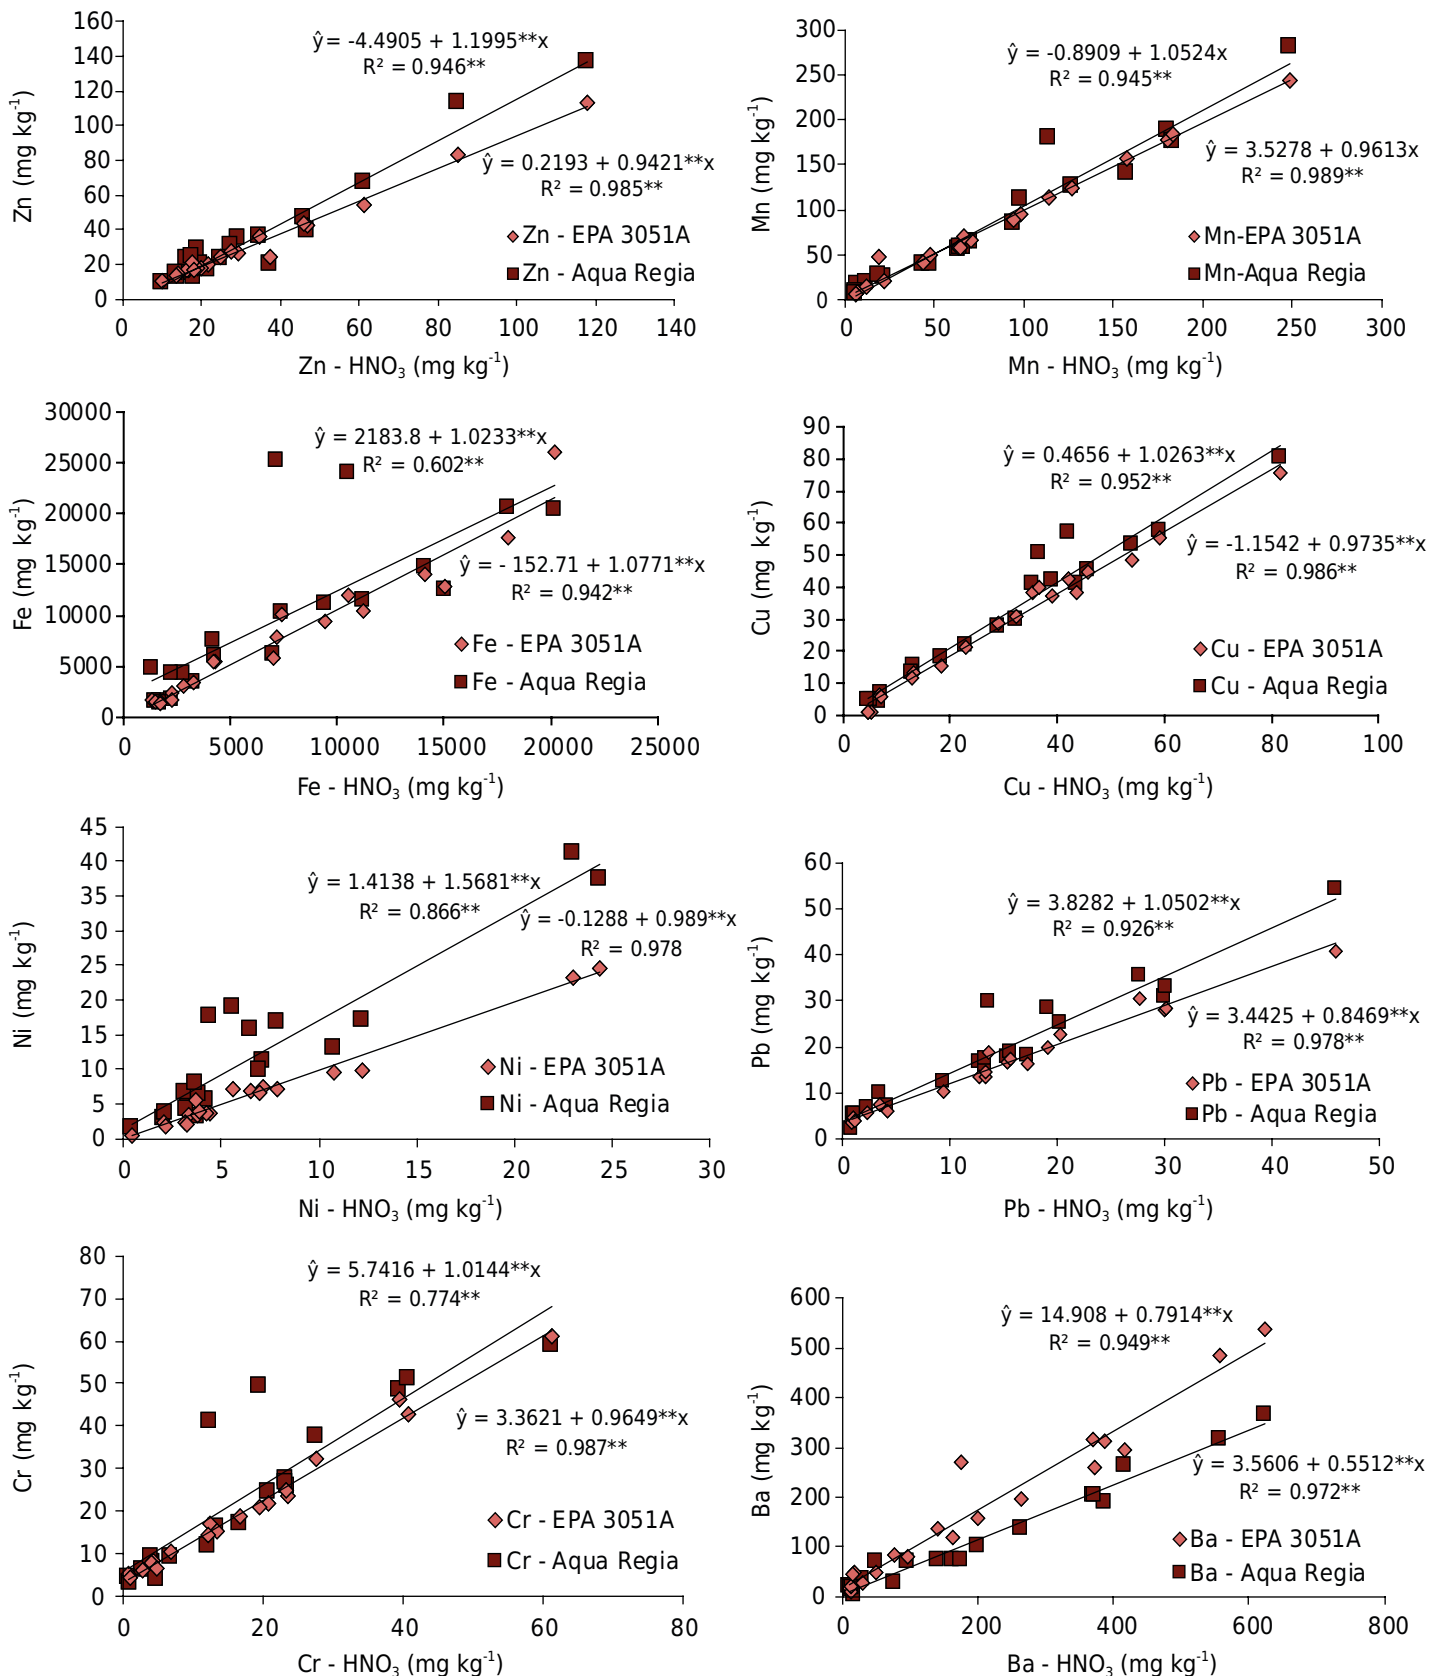 160
140
120
100
80
60
40
20
0
Zn (mg kg-1)
ŷ = -4.4905 + 1.1995**x
R² = 0.946**
ŷ = 0.2193 + 0.9421**x
R² = 0.985**
Zn - EPA 3051A
Zn - Aqua Regia
0 20 40 60 80 100 120 140
Zn - HNO3 (mg kg-1)
300
250
200
150
100
50
0
Mn (mg kg-1)
ŷ = -0.8909 + 1.0524x
R² = 0.945**
ŷ = 3.5278 + 0.9613x
R² = 0.989**
Mn-EPA 3051A
Mn-Aqua Regia
0 50 100 150 200 250 300
Mn - HNO3 (mg kg-1)
30000
25000
20000
15000
10000
5000
0
Fe (mg kg-1)
ŷ = 2183.8 + 1.0233**x
R² = 0.602**
ŷ = - 152.71 + 1.0771**x
R² = 0.942**
Fe - EPA 3051A
Fe - Aqua Regia
0 5000 10000 15000 20000 25000
Fe - HNO3 (mg kg-1)
90
80
70
60
50
40
30
20
10
0
Cu (mg kg-1)
ŷ = 0.4656 + 1.0263**x
R² = 0.952**
ŷ = -1.1542 + 0.9735**x
R² = 0.986**
Cu - EPA 3051A
Cu - Aqua Regia
0 20 40 60 80 100
Cu - HNO3 (mg kg-1)
45
40
35
30
25
20
15
10
5
0
Ni (mg kg-1)
ŷ = 1.4138 + 1.5681**x
R² = 0.866**
ŷ = -0.1288 + 0.989**x
R² = 0.978
Ni - EPA 3051A
Ni - Aqua Regia
0 5 10 15 20 25 30
Ni - HNO3 (mg kg-1)
60
50
40
30
20
10
0
Pb (mg kg-1)
ŷ = 3.8282 + 1.0502**x
R² = 0.926**
ŷ = 3.4425 + 0.8469**x
R² = 0.978**
Pb - EPA 3051A
Pb - Aqua Regia
0 10 20 30 40 50
Pb - HNO3 (mg kg-1)
80
70
60
50
40
30
20
10
0
Cr (mg kg-1)
ŷ = 5.7416 + 1.0144**x
R² = 0.774**
ŷ = 3.3621 + 0.9649**x
R² = 0.987**
Cr - EPA 3051A
Cr - Aqua Regia
0 20 40 60 80
Cr - HNO3 (mg kg-1)
600
500
400
300
200
100
0
Ba (mg kg-1)
ŷ = 14.908 + 0.7914**x
R² = 0.949**
ŷ = 3.5606 + 0.5512**x
R² = 0.972**
Ba - EPA 3051A
Ba - Aqua Regia
0 200 400 600 800
Ba - HNO3 (mg kg-1)